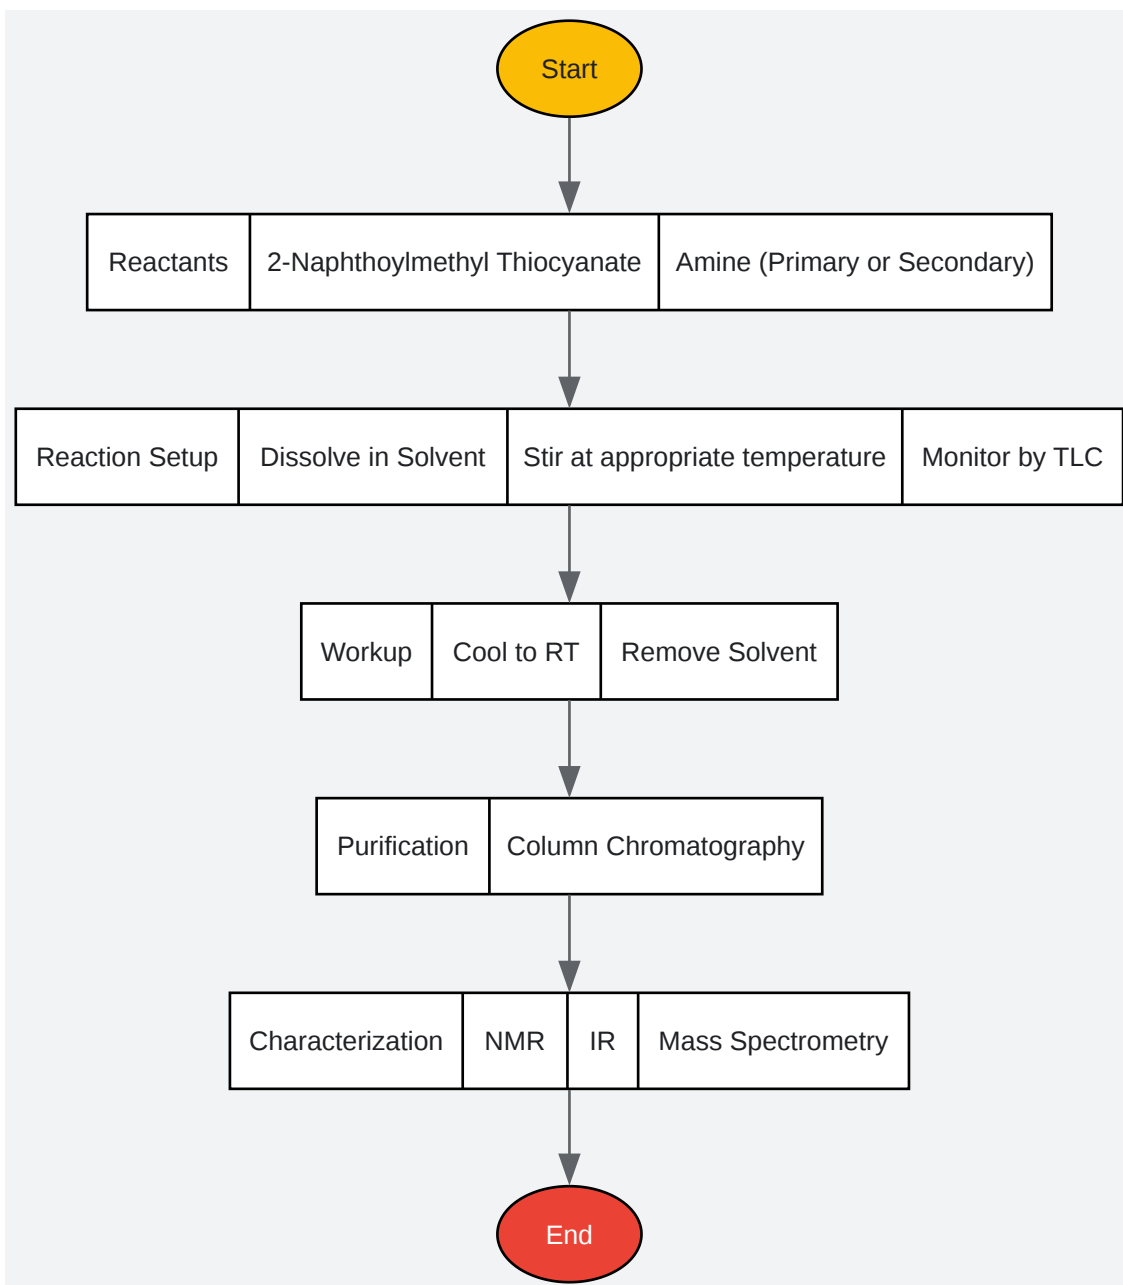 Start
Reactants 2-Naphthoylmethyl Thiocyanate Amine (Primary or Secondary)
Reaction Setup Dissolve in Solvent Stir at appropriate temperature Monitor by TLC
Workup Cool to RT Remove Solvent
Purification Column Chromatography
Characterization NMR IR Mass Spectrometry
End